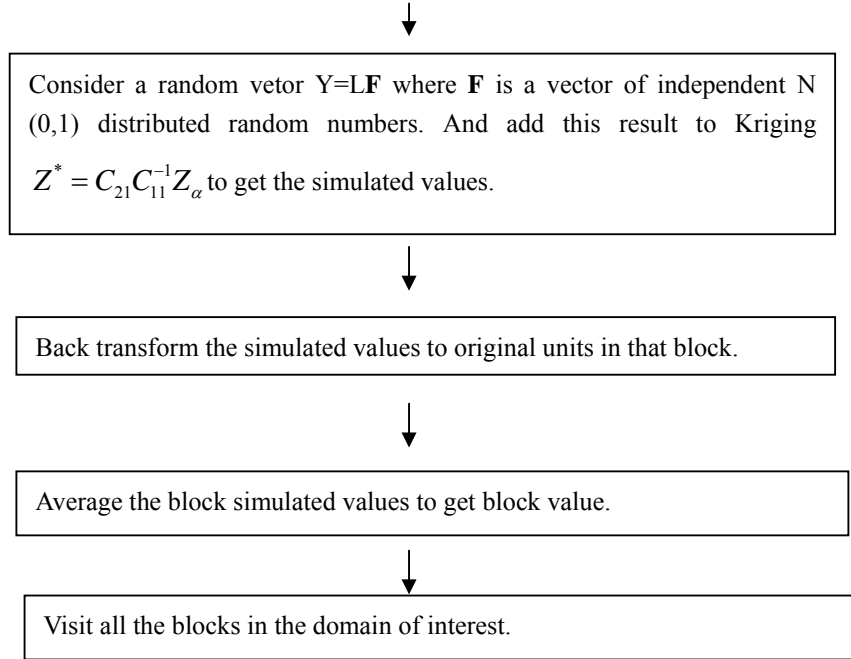 Consider a random vetor Y=LF where F is a vector of independent N
(0,1) distributed random numbers. And add this result to Kriging
Z* = C₂₁C₁₁⁻¹Zα to get the simulated values.
Back transform the simulated values to original units in that block.
Average the block simulated values to get block value.
Visit all the blocks in the domain of interest.